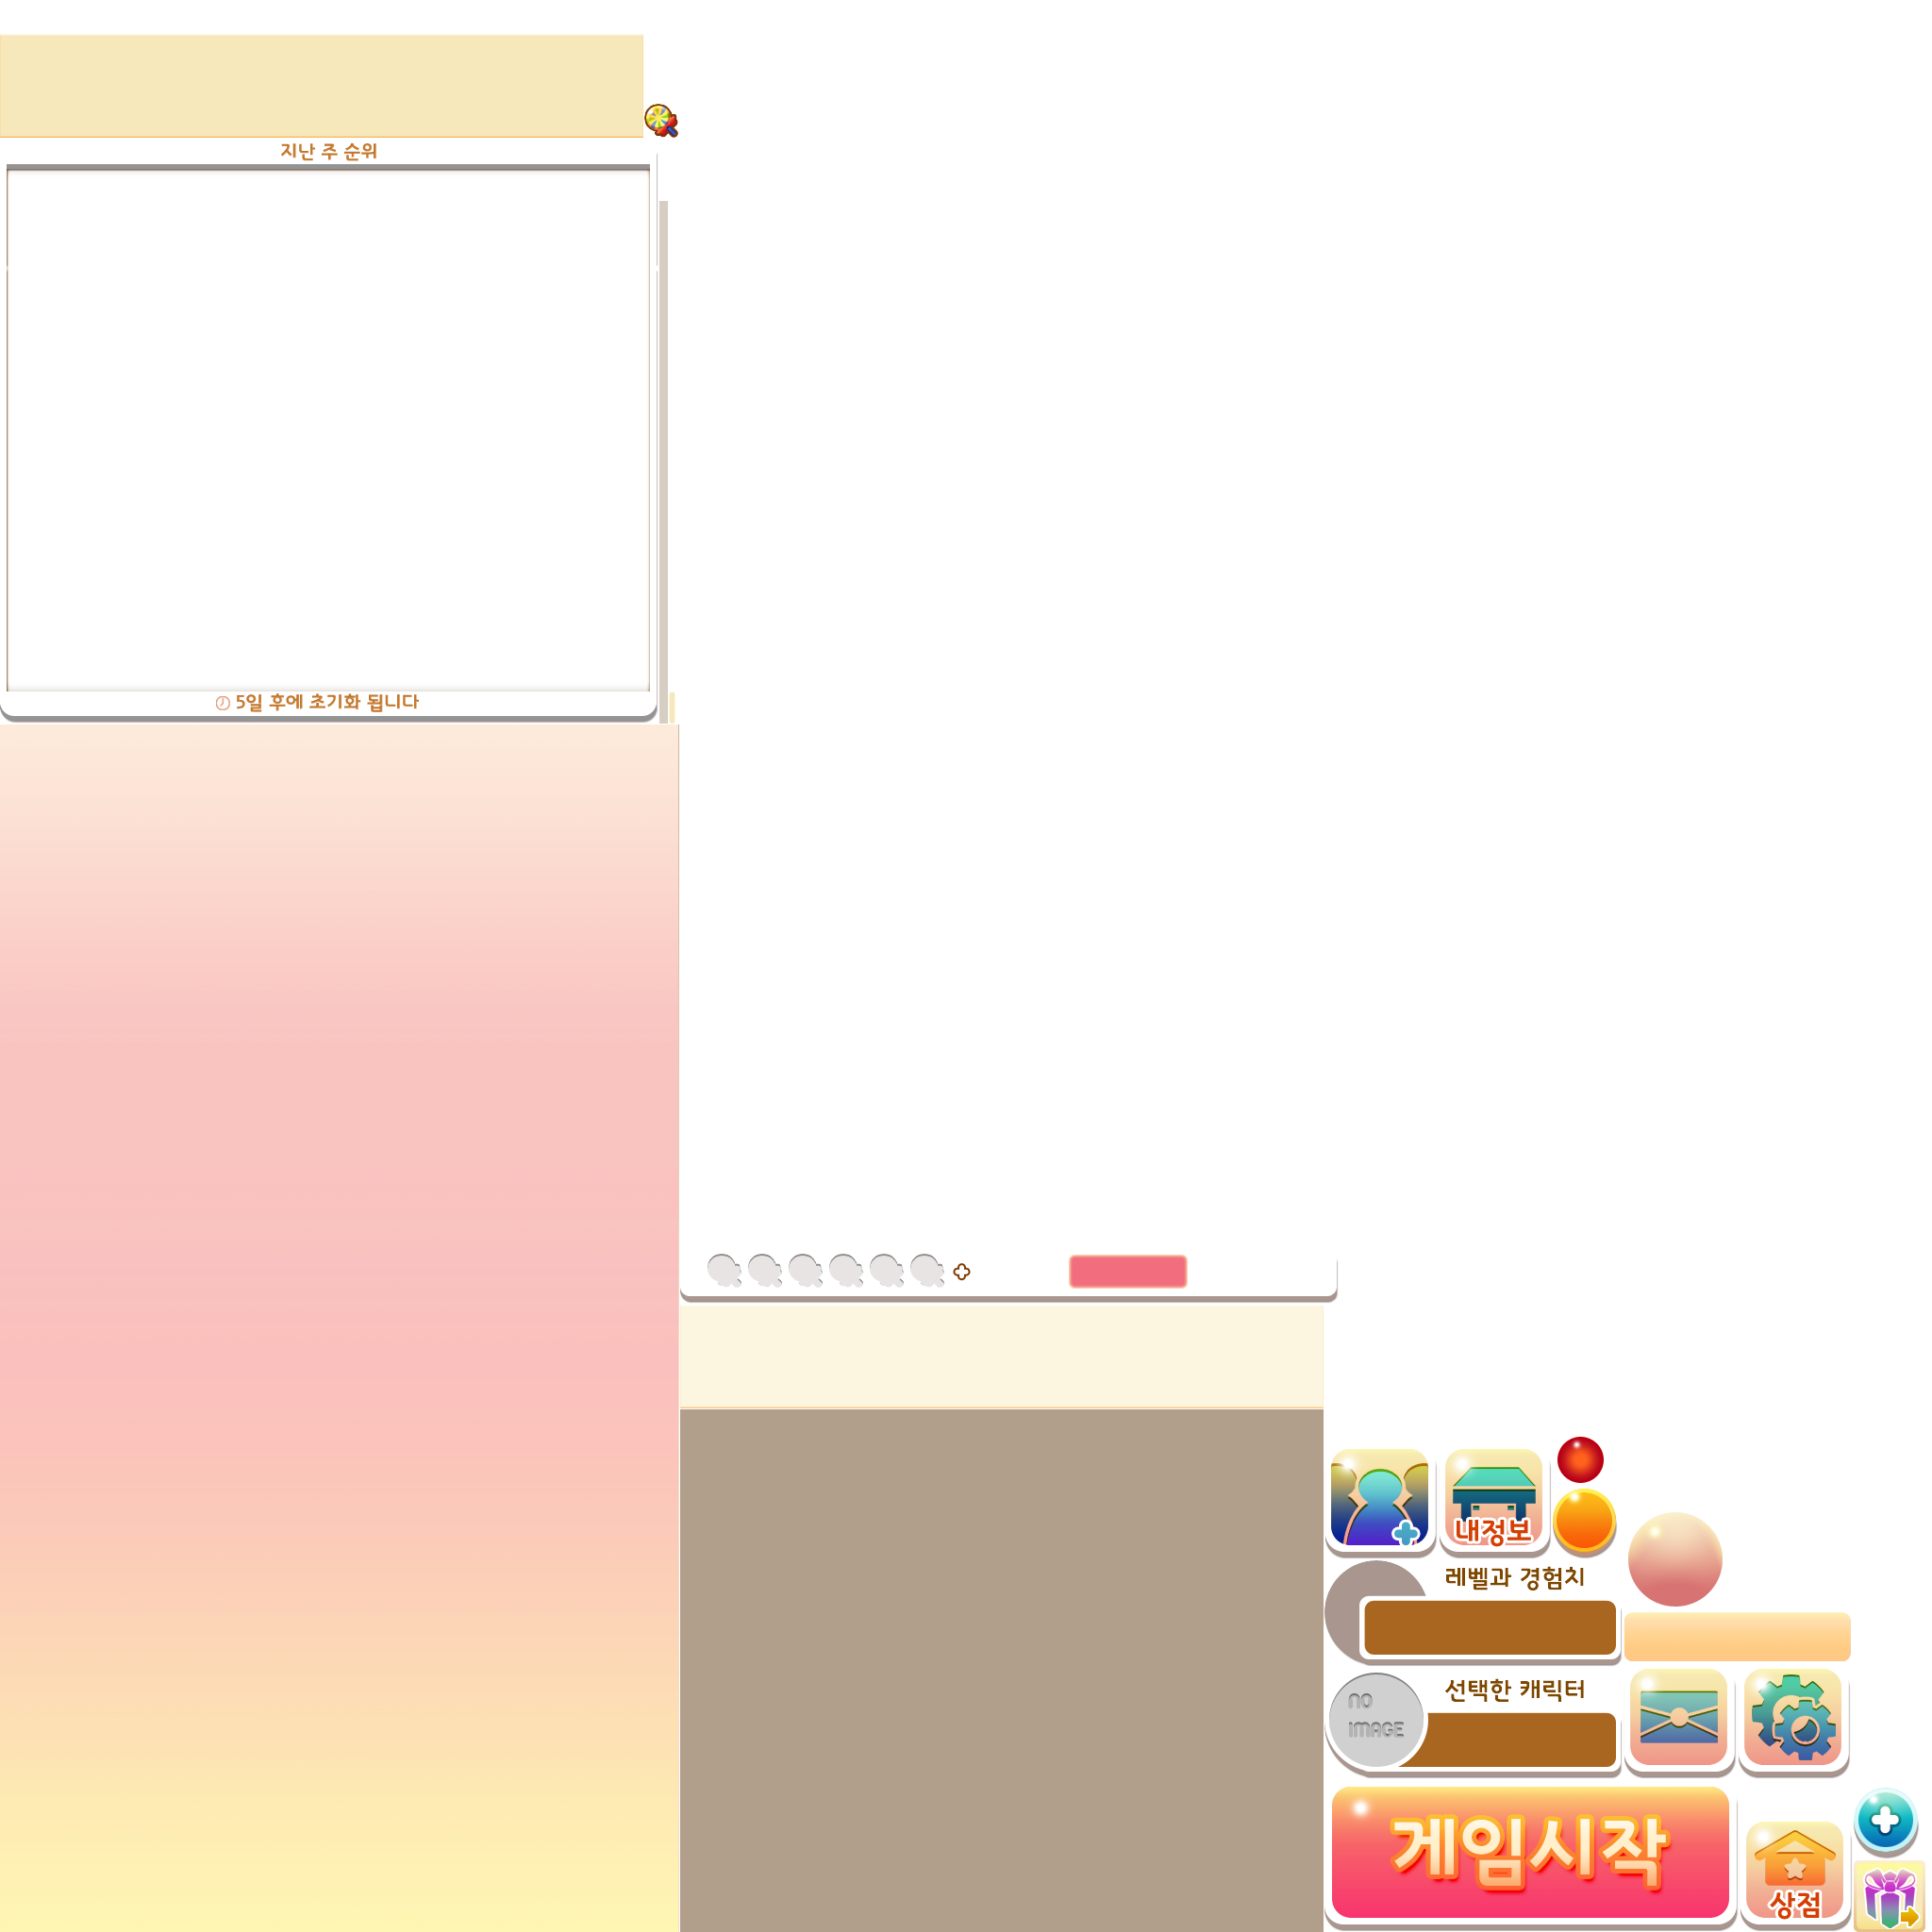 지난 주 순위
5일 후에 초기화 됩니다
내정보
레벨과 경험치
선택한 캐릭터
no
IMAGE
게임시작
상점